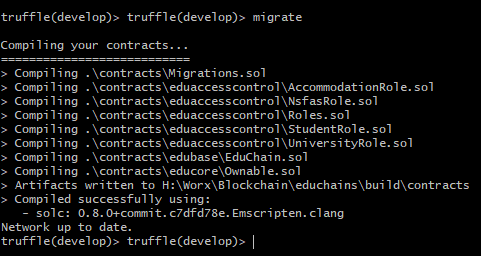 truffle(develop)> truffle(develop)> migrate
Compiling your contracts...
===========================
> Compiling .\contracts\Migrations.sol
> Compiling .\contracts\eduaccesscontrol\AccommodationRole.sol
> Compiling .\contracts\eduaccesscontrol\NsfasRole.sol
> Compiling .\contracts\eduaccesscontrol\Roles.sol
> Compiling .\contracts\eduaccesscontrol\StudentRole.sol
> Compiling .\contracts\eduaccesscontrol\UniversityRole.sol
> Compiling .\contracts\edubase\EduChain.sol
> Compiling .\contracts\educore\Ownable.sol
> Artifacts written to H:\Worx\Blockchain\educhains\build\contracts
> Compiled successfully using:
   - solc: 0.8.0+commit.c7dfd78e.Emscripten.clang
Network up to date.
truffle(develop)> truffle(develop)>